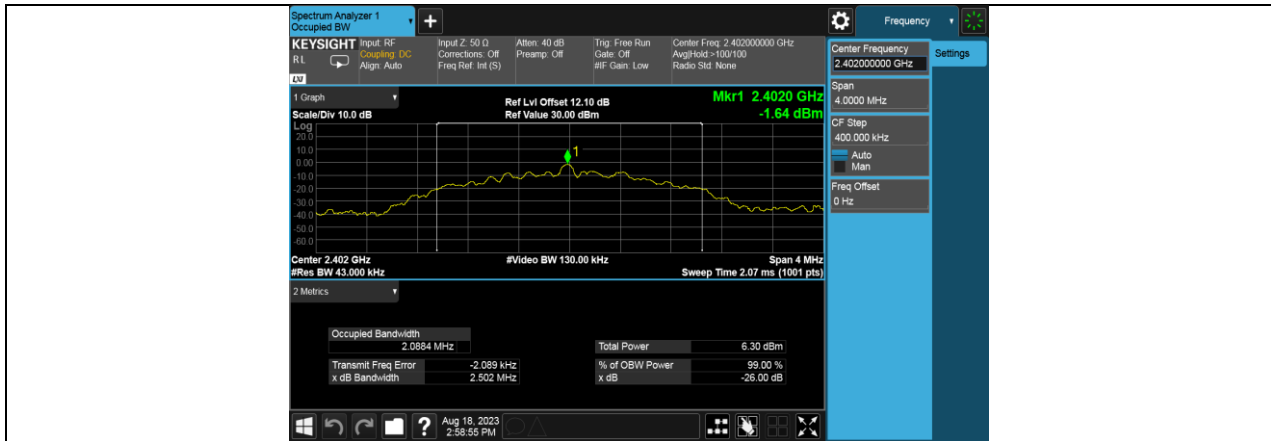 Spectrum Analyzer 1
Occupied BW
Frequency
KEYSIGHT
R L
Input: RF
Coupling: DC
Align: Auto
Input Z: 50 Ω
Corrections: Off
Freq Ref: Int (S)
Atten: 40 dB
Preamp: Off
Trig: Free Run
Gate: Off
#IF Gain: Low
Center Freq: 2.402000000 GHz
Avg|Hold:>100/100
Radio Std: None
LXI
1 Graph
Scale/Div 10.0 dB
Ref Lvl Offset 12.10 dB
Ref Value 30.00 dBm
Mkr1 2.4020 GHz
-1.64 dBm
Log
20.0
10.0
0.00
-10.0
-20.0
-30.0
-40.0
-50.0
-60.0
1
Center 2.402 GHz
#Res BW 43.000 kHz
#Video BW 130.00 kHz
Span 4 MHz
Sweep Time 2.07 ms (1001 pts)
2 Metrics
Occupied Bandwidth
2.0884 MHz
Transmit Freq Error -2.089 kHz
x dB Bandwidth 2.502 MHz
Total Power 6.30 dBm
% of OBW Power 99.00 %
x dB -26.00 dB
Center Frequency
2.402000000 GHz
Span
4.0000 MHz
CF Step
400.000 kHz
Auto
Man
Freq Offset
0 Hz
Settings
?
Aug 18, 2023
2:58:55 PM